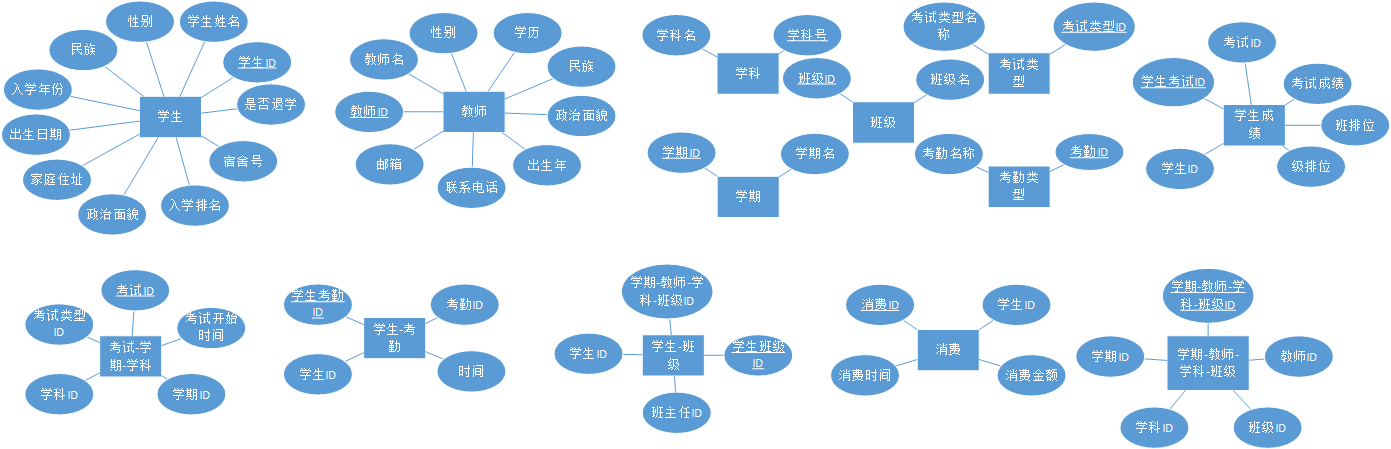 性别
学生姓名
民族
学生ID
入学年份
是否退学
学生
出生日期
宿舍号
家庭住址
政治面貌
入学排名
性别
学历
教师名
民族
教师ID
教师
政治面貌
邮箱
出生年
联系电话
学科名
学科号
学科
考试类型名
称
考试类型ID
考试类
型
班级ID
班级名
班级
学期ID
学期名
学期
考勤名称
考勤ID
考勤类
型
考试ID
学生考试ID
考试成绩
学生成
绩
班排位
学生ID
级排位
考试ID
考试类型
ID
考试开始
时间
考试-学
期-学科
学科ID
学期ID
学生考勤
ID
考勤ID
学生-考
勤
学生ID
时间
学期-教师-学
科-班级ID
学生ID
学生-班
级
学生班级
ID
班主任ID
消费ID
学生ID
消费
消费时间
消费金额
学期-教师-学
科-班级ID
学期ID
学期-教师-
学科-班级
教师ID
学科ID
班级ID